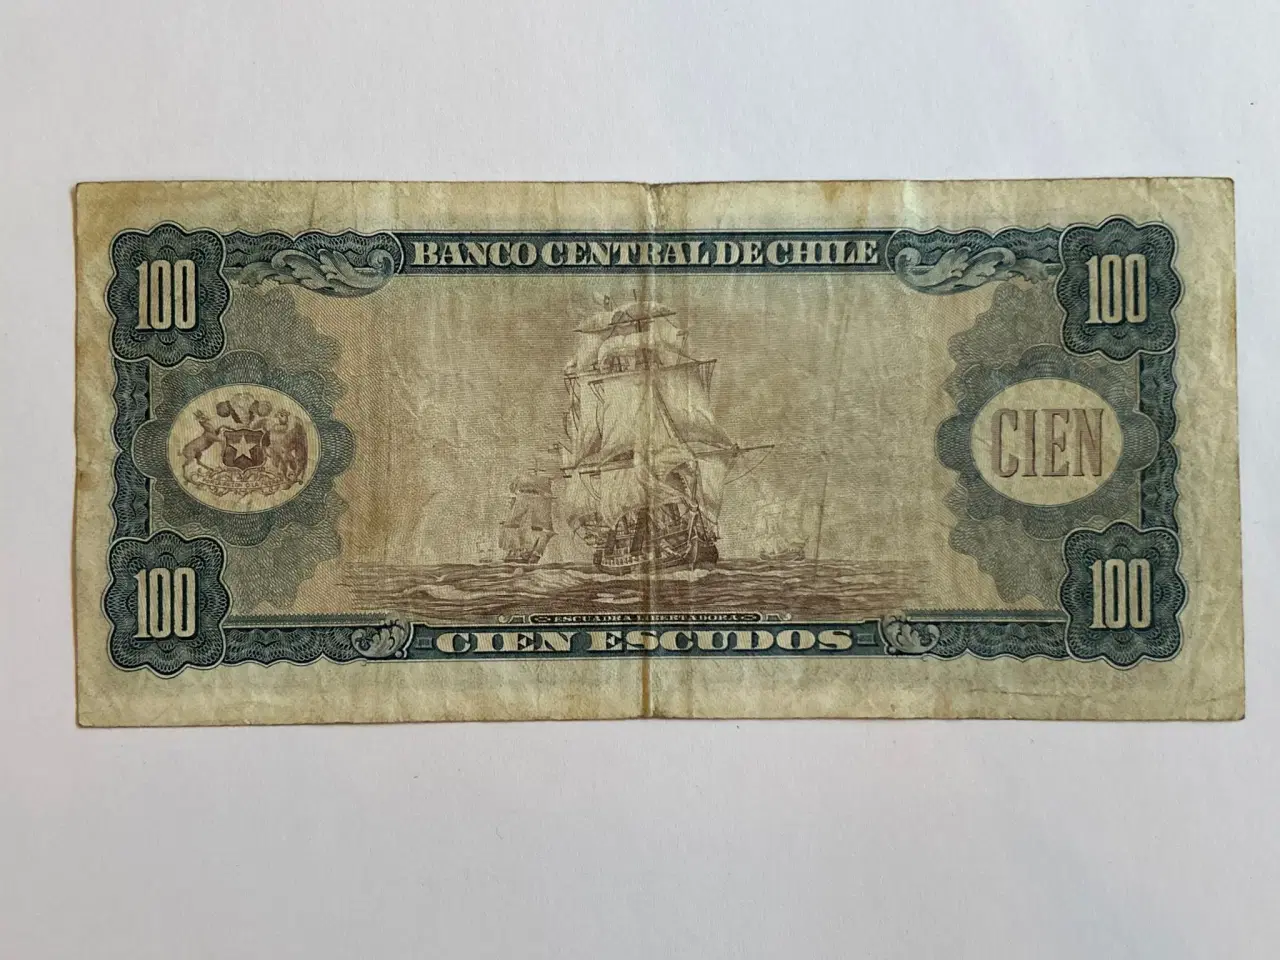 BANCO CENTRAL DE CHILE
100
100
CIEN
100
100
ESCUADRA LIBERTADORA
CIEN ESCUDOS